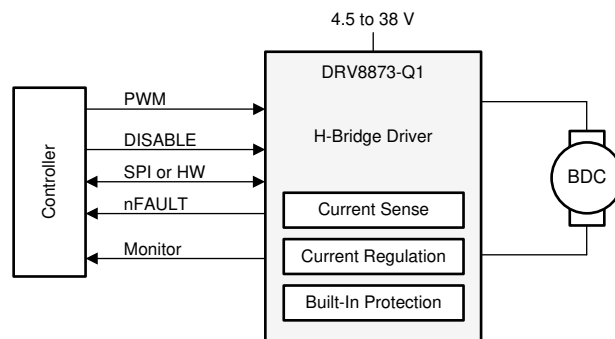 4.5 to 38 V
DRV8873-Q1
H-Bridge Driver
Controller
PWM
DISABLE
SPI or HW
nFAULT
Monitor
Current Sense
Current Regulation
Built-In Protection
BDC